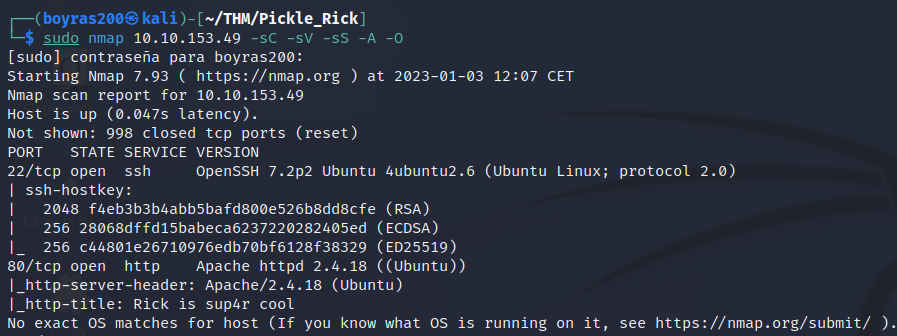 ┌──(boyras200㉿kali)-[~/THM/Pickle_Rick]
└─$ sudo nmap 10.10.153.49 -sC -sV -sS -A -O
[sudo] contraseña para boyras200:
Starting Nmap 7.93 ( https://nmap.org ) at 2023-01-03 12:07 CET
Nmap scan report for 10.10.153.49
Host is up (0.047s latency).
Not shown: 998 closed tcp ports (reset)
PORT   STATE SERVICE VERSION
22/tcp open  ssh     OpenSSH 7.2p2 Ubuntu 4ubuntu2.6 (Ubuntu Linux; protocol 2.0)
| ssh-hostkey:
|   2048 f4eb3b3b4abb5bafd800e526b8dd8cfe (RSA)
|   256 28068dffd15babeca6237220282405ed (ECDSA)
|_  256 c44801e26710976edb70bf6128f38329 (ED25519)
80/tcp open  http    Apache httpd 2.4.18 ((Ubuntu))
|_http-server-header: Apache/2.4.18 (Ubuntu)
|_http-title: Rick is sup4r cool
No exact OS matches for host (If you know what OS is running on it, see https://nmap.org/submit/ ).